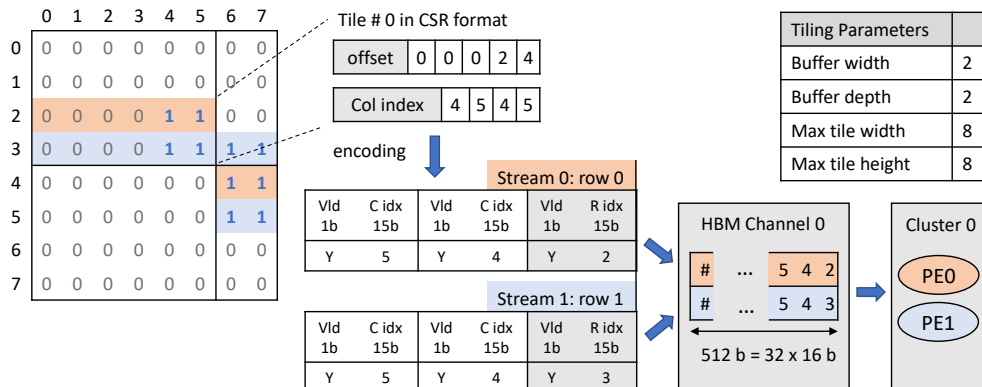 0 1 2 3 4 5 6 7
0 0 0 0 0 0 0 0 0
1 0 0 0 0 0 0 0 0
2 0 0 0 0 1 1 0 0
3 0 0 0 0 1 1 1 1
4 0 0 0 0 0 0 1 1
5 0 0 0 0 0 0 1 1
6 0 0 0 0 0 0 0 0
7 0 0 0 0 0 0 0 0
Tile # 0 in CSR format
offset 0 0 0 2 4
Col index 4 5 4 5
encoding
Stream 0: row 0
Vld C idx Vld C idx Vld R idx
1b 15b 1b 15b 1b 15b
Y 5 Y 4 Y 2
Stream 1: row 1
Vld C idx Vld C idx Vld R idx
1b 15b 1b 15b 1b 15b
Y 5 Y 4 Y 3
Tiling Parameters
Buffer width 2
Buffer depth 2
Max tile width 8
Max tile height 8
HBM Channel 0
# ... 5 4 2
# ... 5 4 3
512 b = 32 x 16 b
Cluster 0
PE0
PE1